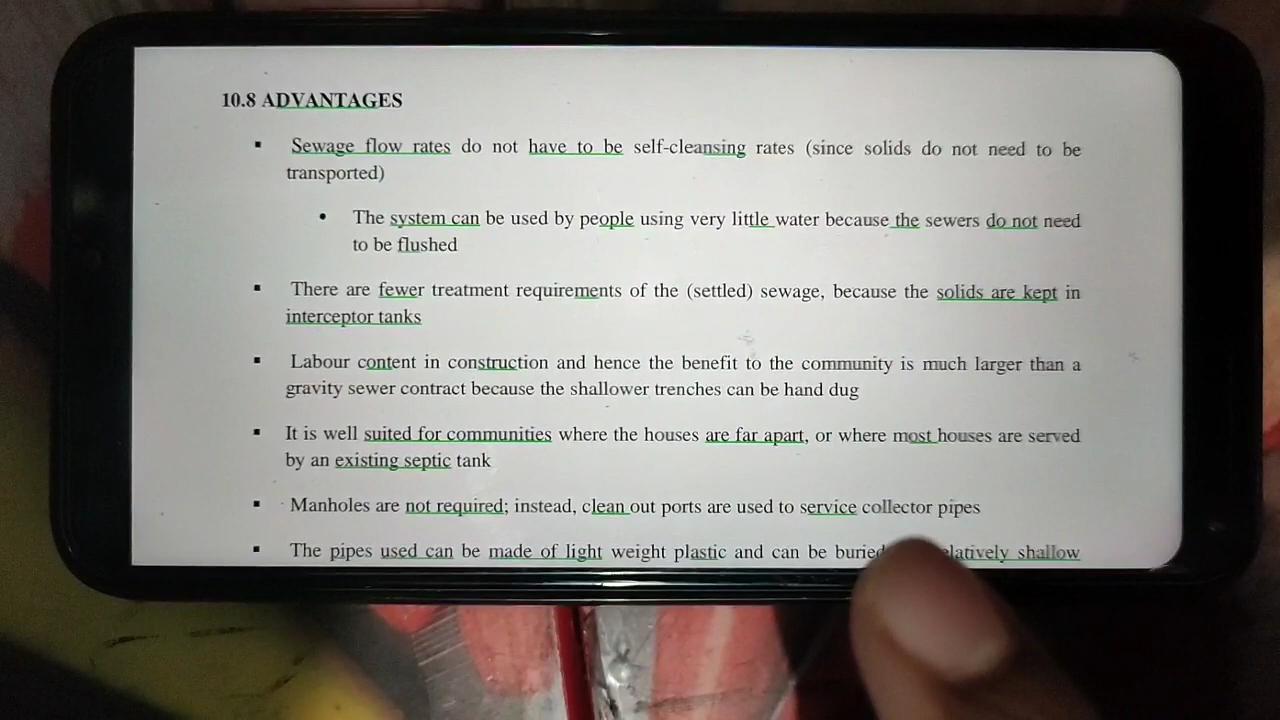 10.8 ADVANTAGES
▪ Sewage flow rates do not have to be self-cleansing rates (since solids do not need to be
transported)
• The system can be used by people using very little water because the sewers do not need
to be flushed
▪ There are fewer treatment requirements of the (settled) sewage, because the solids are kept in
interceptor tanks
▪ Labour content in construction and hence the benefit to the community is much larger than a
gravity sewer contract because the shallower trenches can be hand dug
▪ It is well suited for communities where the houses are far apart, or where most houses are served
by an existing septic tank
▪ Manholes are not required; instead, clean out ports are used to service collector pipes
▪ The pipes used can be made of light weight plastic and can be buried shallow